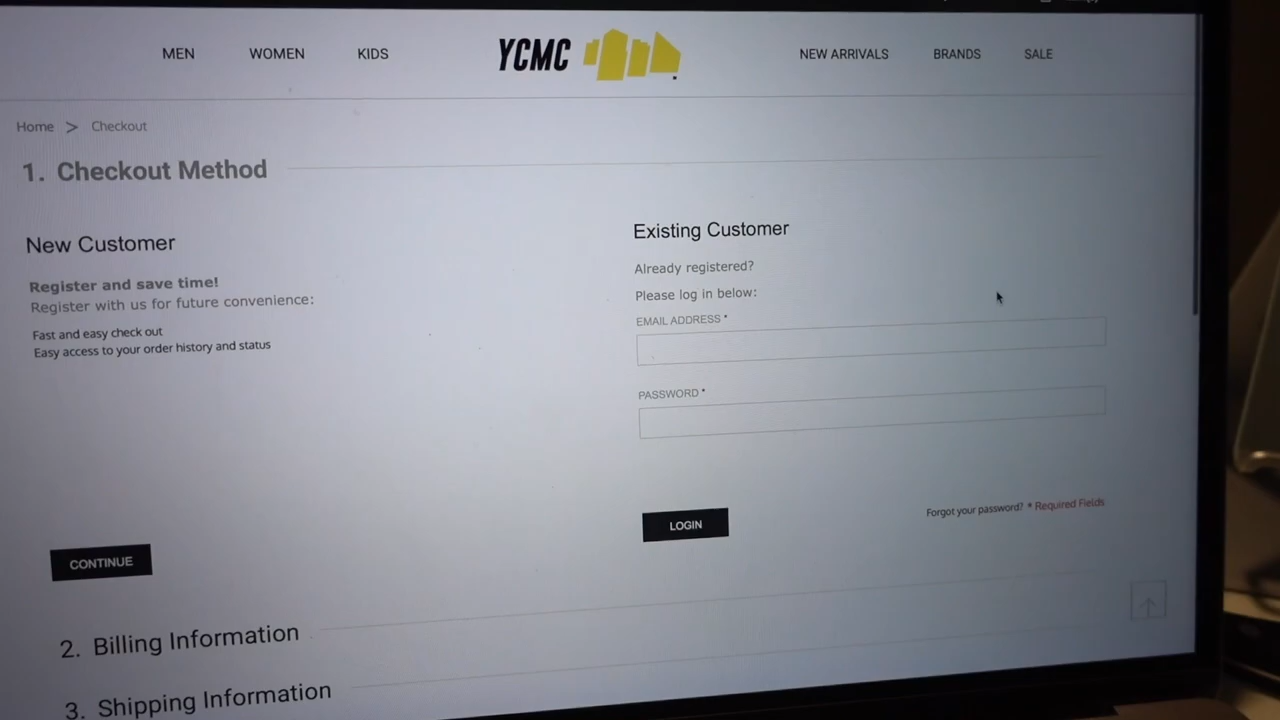 MEN WOMEN KIDS YCMC NEW ARRIVALS BRANDS SALE
Home > Checkout
1. Checkout Method
New Customer
Register and save time!
Register with us for future convenience:
Fast and easy check out
Easy access to your order history and status
CONTINUE
Existing Customer
Already registered?
Please log in below:
EMAIL ADDRESS *
PASSWORD *
LOGIN
Forgot your password? * Required Fields
2. Billing Information
3. Shipping Information